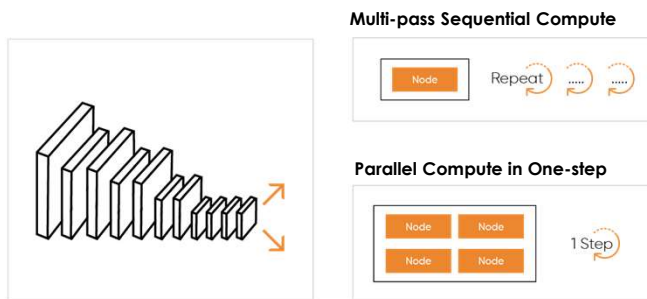 Multi-pass Sequential Compute
Node
Repeat ..... .....
Parallel Compute in One-step
Node Node
1 Step
Node Node